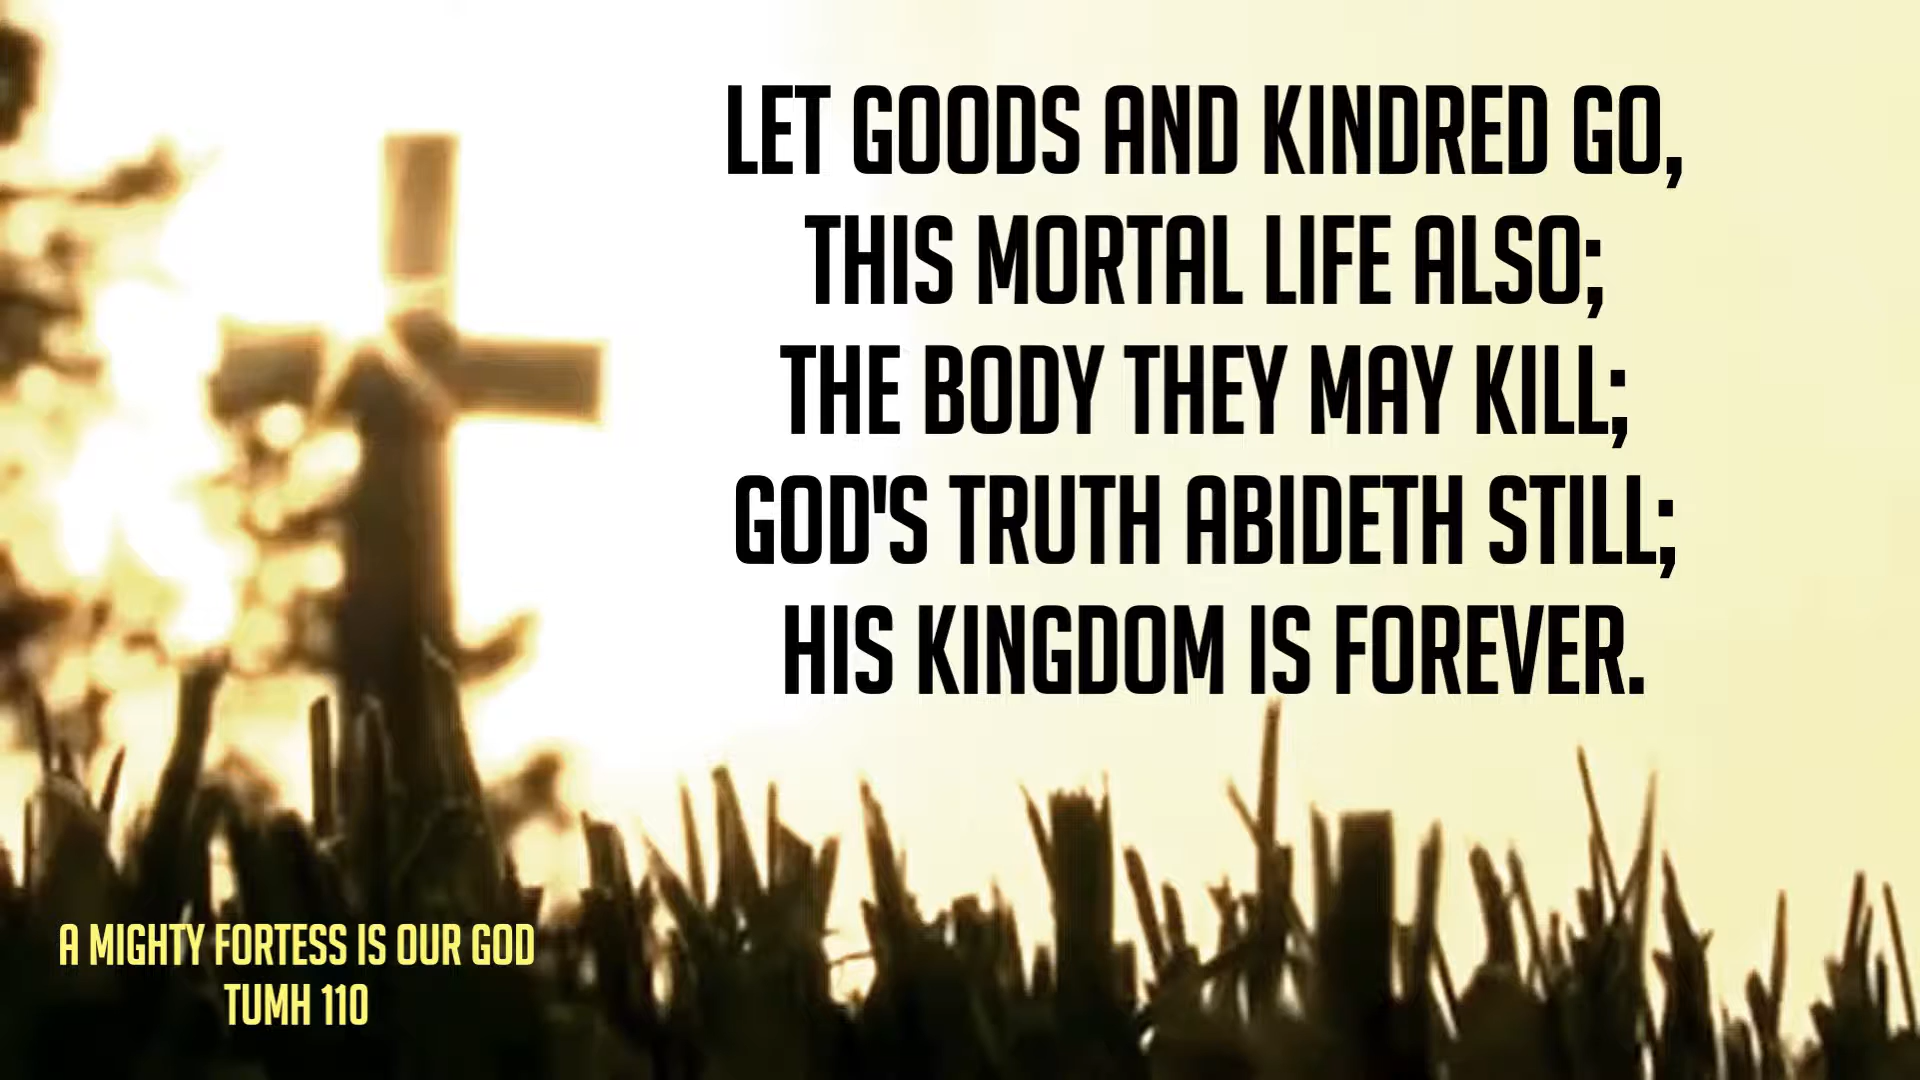 LET GOODS AND KINDRED GO,
THIS MORTAL LIFE ALSO;
THE BODY THEY MAY KILL;
GOD'S TRUTH ABIDETH STILL;
HIS KINGDOM IS FOREVER.
A MIGHTY FORTESS IS OUR GOD
TUMH 110